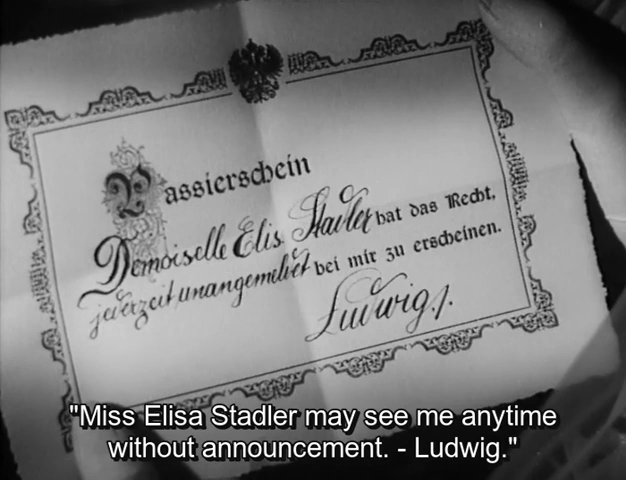 Passierschein
Demoiselle Elis. Stadler hat das Recht,
jederzeit unangemeldet bei mir zu erscheinen.
Ludwig.
"Miss Elisa Stadler may see me anytime
without announcement. - Ludwig."